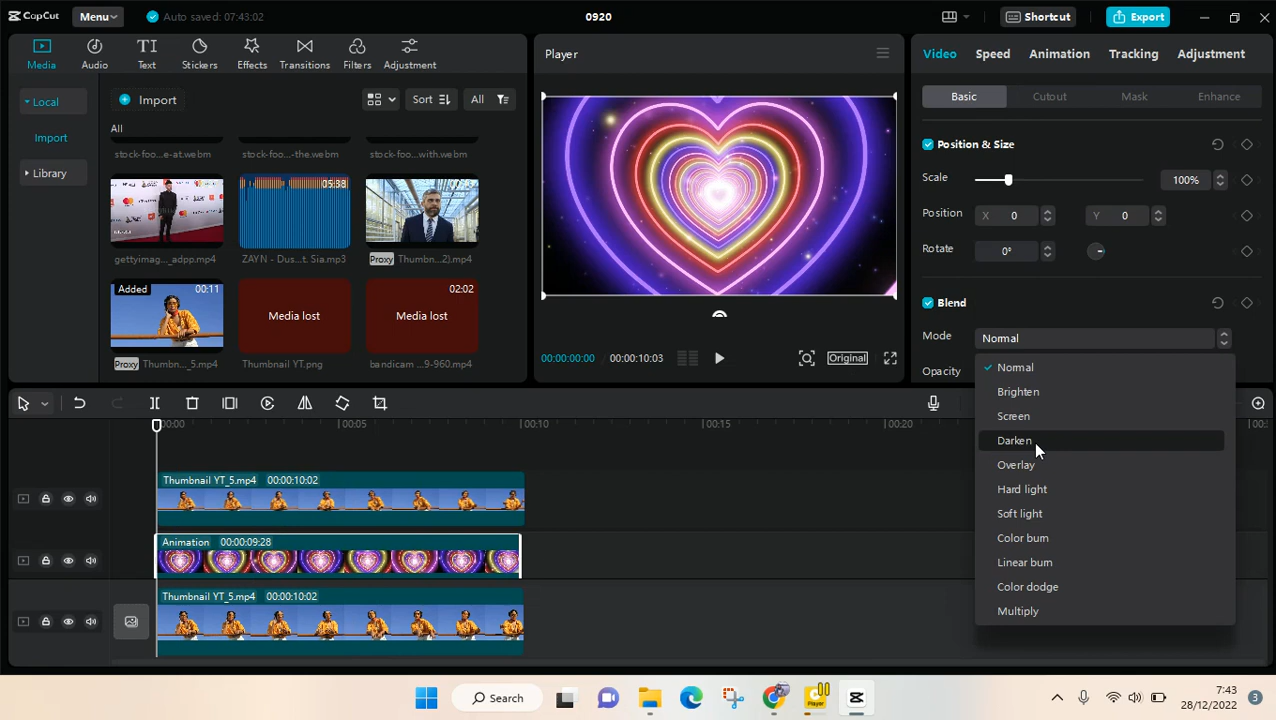 CapCut
Menu
Auto saved: 07:43:02
0920
Shortcut
Export
Media
Audio
Text
Stickers
Effects
Transitions
Filters
Adjustment
Local
Import
Library
Import
Sort
All
All
stock-foo...e-at.webm
stock-foo...-the.webm
stock-foo...with.webm
gettyimag..._adpp.mp4
05:38
ZAYN - Dus...t. Sia.mp3
Proxy
Thumbn...2).mp4
Added
00:11
Proxy
Thumbn..._5.mp4
Media lost
Thumbnail YT.png
02:02
Media lost
bandicam ...9-960.mp4
Player
00:00:00:00
00:00:10:03
Original
Video
Speed
Animation
Tracking
Adjustment
Basic
Cutout
Mask
Enhance
Position & Size
Scale
100%
Position
X 0
Y 0
Rotate
0°
Blend
Mode
Normal
Opacity
Normal
Brighten
Screen
Darken
Overlay
Hard light
Soft light
Color burn
Linear burn
Color dodge
Multiply
00:00
00:05
00:10
00:15
00:20
Thumbnail YT_5.mp4 00:00:10:02
Animation 00:00:09:28
Thumbnail YT_5.mp4 00:00:10:02
Search
Player
7:43
28/12/2022
3